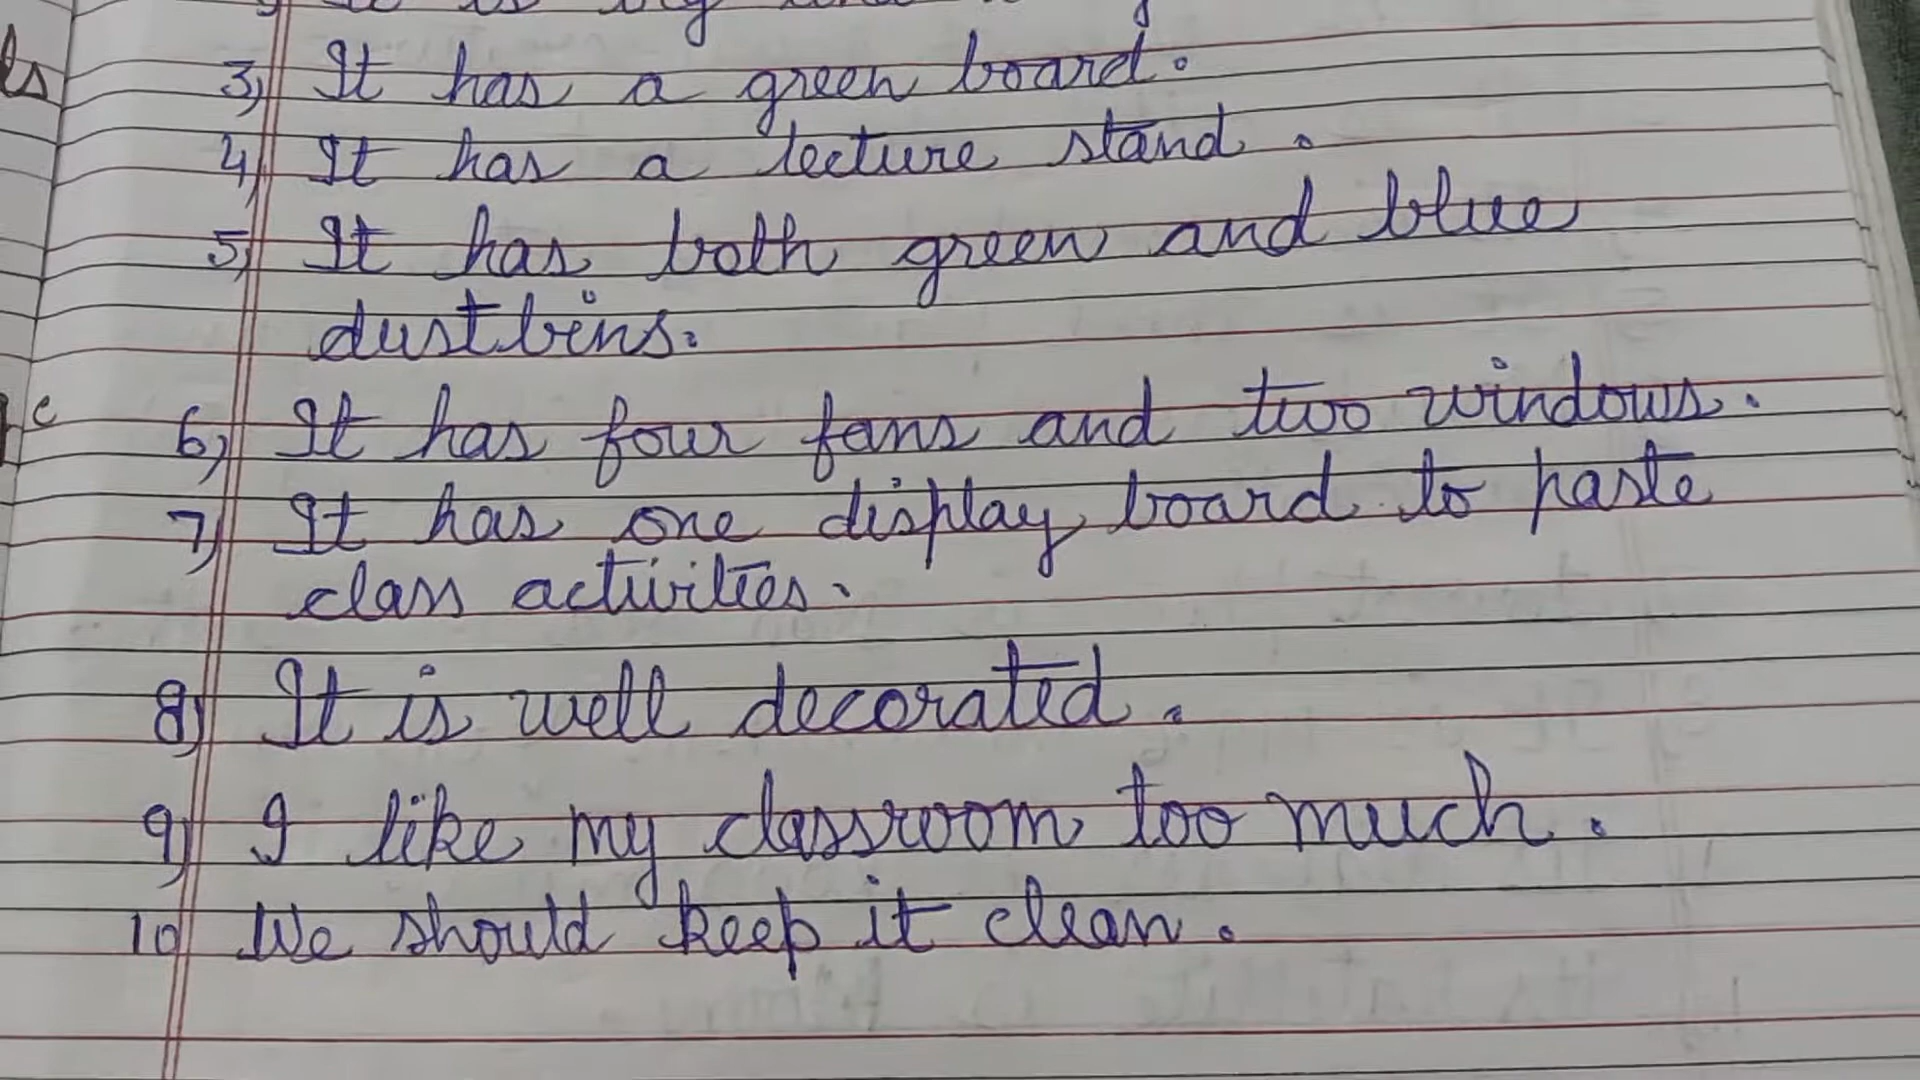 3) It has a green board.
4) It has a lecture stand.
5) It has both green and blue
dustbins.
6) It has four fans and two windows.
7) It has one display board to paste
class activities.
8) It is well decorated.
9) I like my classroom too much.
10) We should keep it clean.